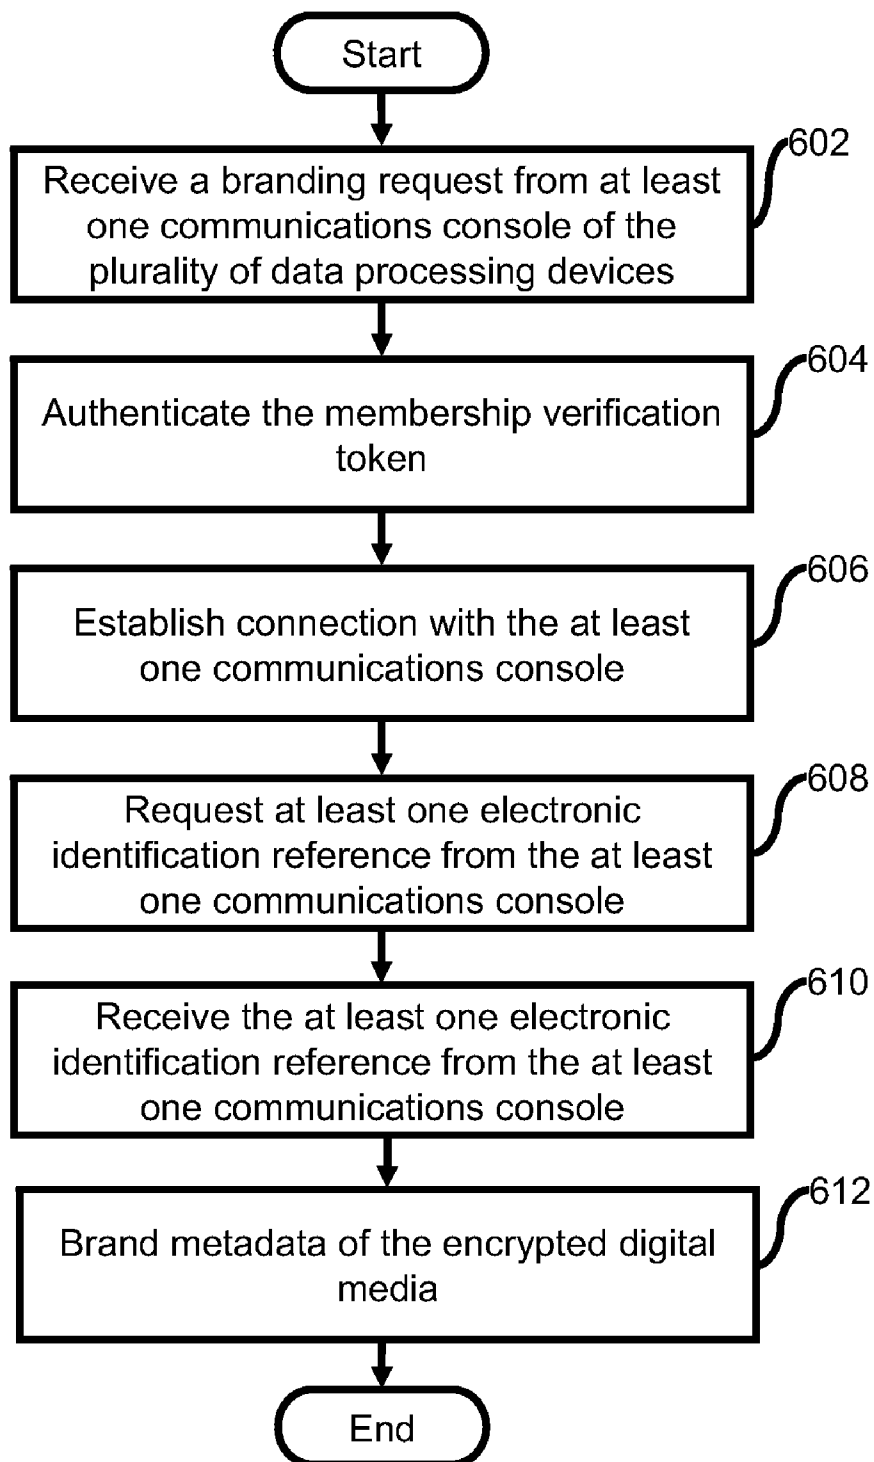 Start
602
Receive a branding request from at least
one communications console of the
plurality of data processing devices
604
Authenticate the membership verification
token
606
Establish connection with the at least
one communications console
608
Request at least one electronic
identification reference from the at least
one communications console
610
Receive the at least one electronic
identification reference from the at least
one communications console
612
Brand metadata of the encrypted digital
media
End